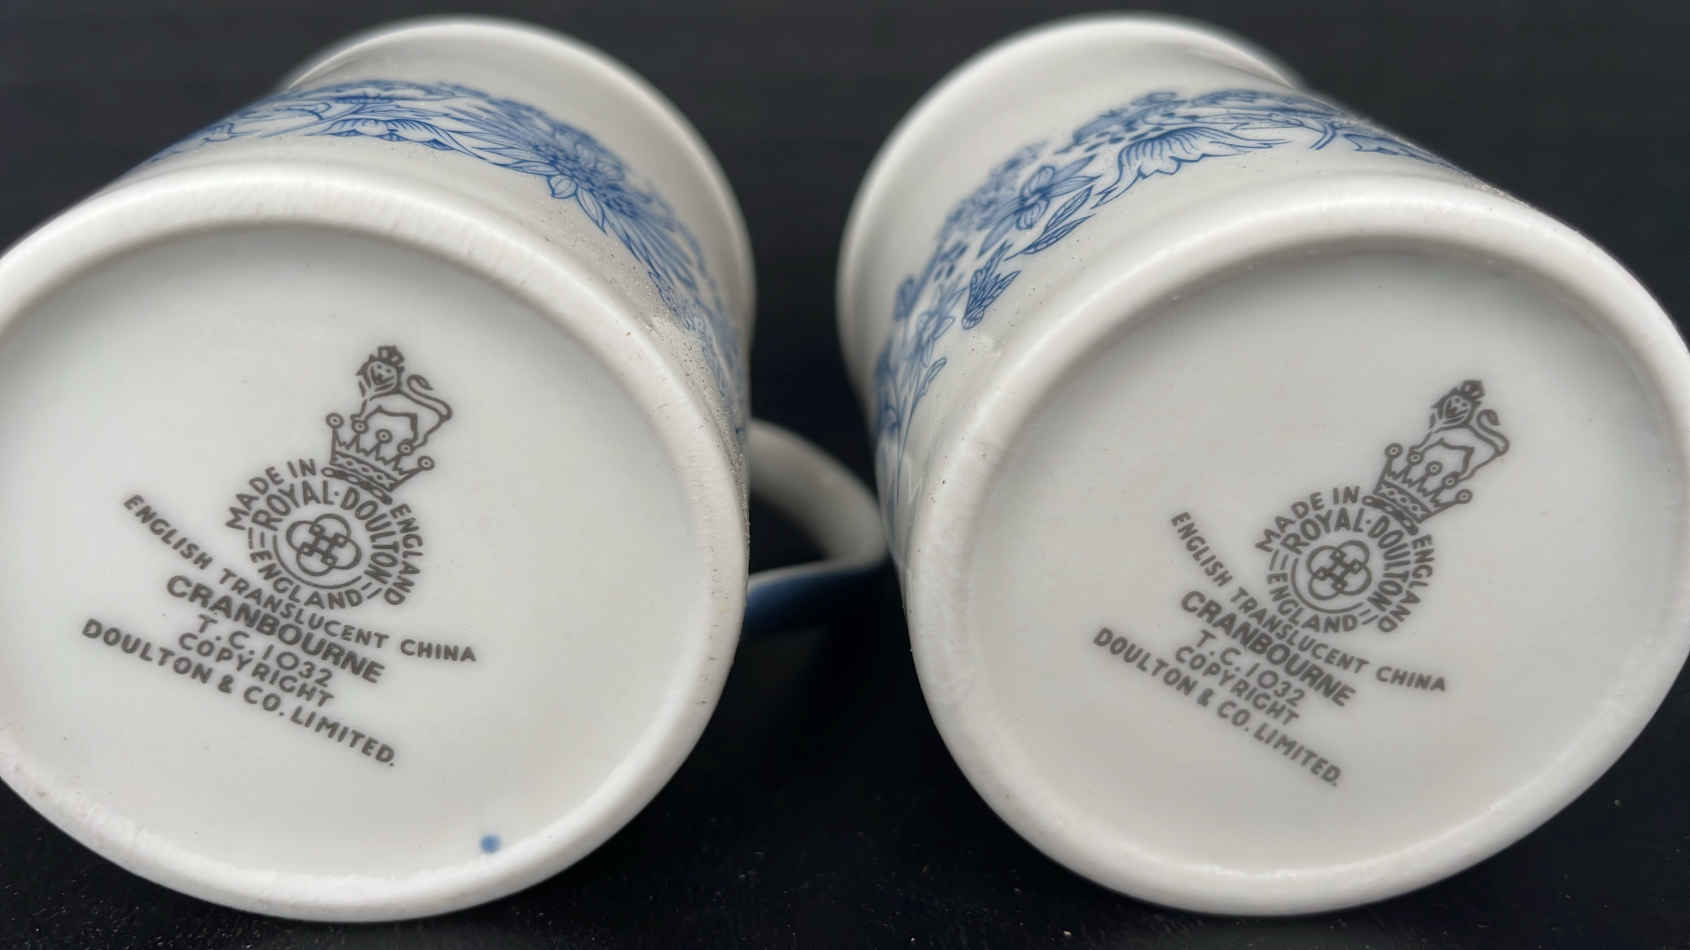 MADE IN ENGLAND
ROYAL·DOULTON
ENGLAND
ENGLISH TRANSLUCENT CHINA
CRANBOURNE
T.C.1032
COPYRIGHT
DOULTON & CO. LIMITED.
MADE IN ENGLAND
ROYAL·DOULTON
ENGLAND
ENGLISH TRANSLUCENT CHINA
CRANBOURNE
T.C.1032
COPYRIGHT
DOULTON & CO. LIMITED.